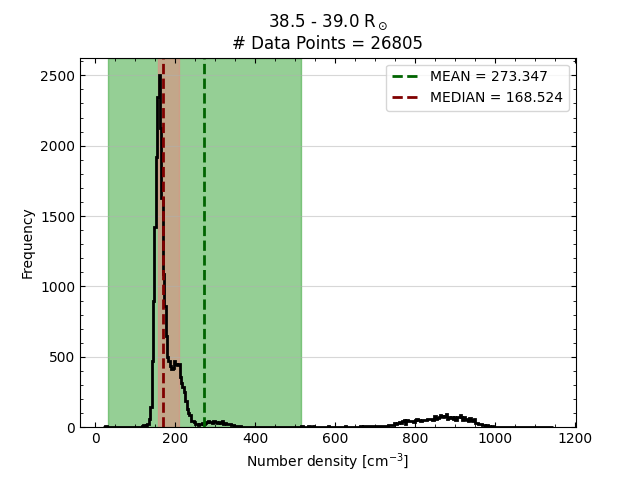 38.5 - 39.0 R⊙
# Data Points = 26805
MEAN = 273.347
MEDIAN = 168.524
Frequency
2500
2000
1500
1000
500
0
0 200 400 600 800 1000 1200
Number density [cm⁻³]